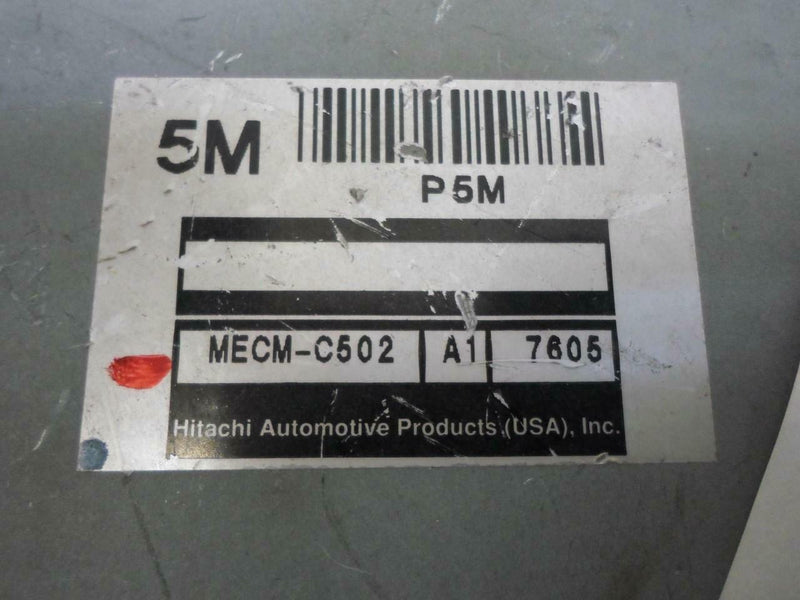 5M
P5M
MECM-C502 A1 7605
Hitachi Automotive Products (USA), Inc.